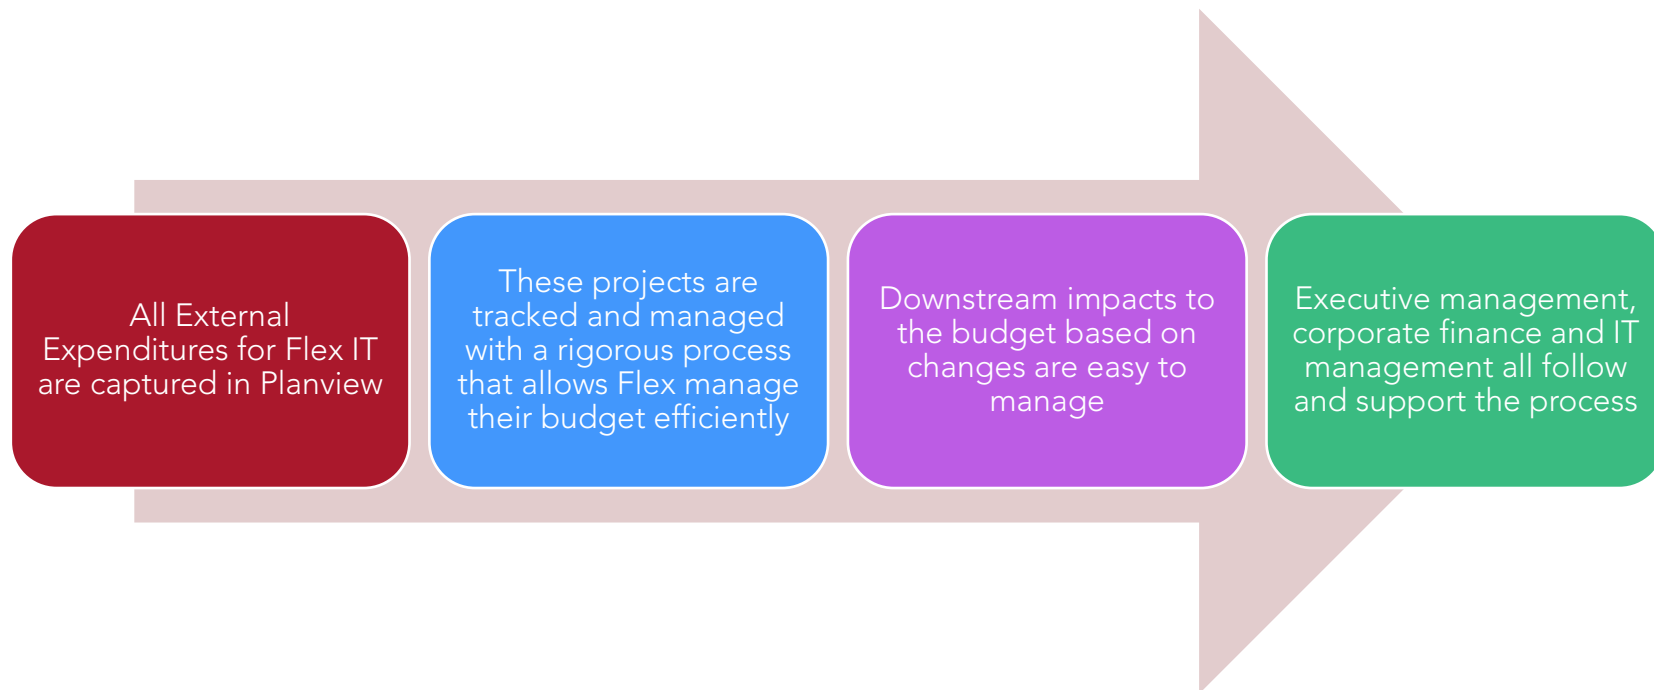 All External
Expenditures for Flex IT
are captured in Planview
These projects are
tracked and managed
with a rigorous process
that allows Flex manage
their budget efficiently
Downstream impacts to
the budget based on
changes are easy to
manage
Executive management,
corporate finance and IT
management all follow
and support the process